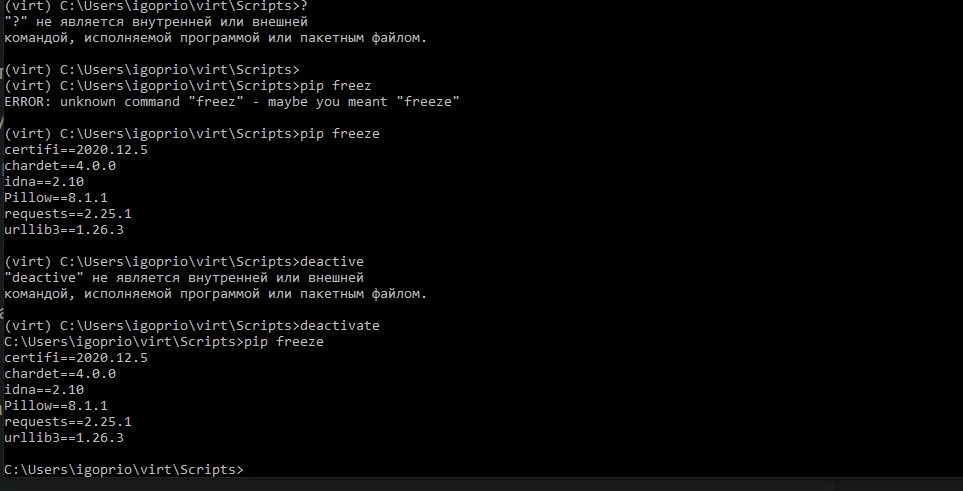 (virt) C:\Users\igoprio\virt\Scripts>?
"?" не является внутренней или внешней
командой, исполняемой программой или пакетным файлом.
(virt) C:\Users\igoprio\virt\Scripts>
(virt) C:\Users\igoprio\virt\Scripts>pip freez
ERROR: unknown command "freez" - maybe you meant "freeze"
(virt) C:\Users\igoprio\virt\Scripts>pip freeze
certifi==2020.12.5
chardet==4.0.0
idna==2.10
Pillow==8.1.1
requests==2.25.1
urllib3==1.26.3
(virt) C:\Users\igoprio\virt\Scripts>deactive
"deactive" не является внутренней или внешней
командой, исполняемой программой или пакетным файлом.
(virt) C:\Users\igoprio\virt\Scripts>deactivate
C:\Users\igoprio\virt\Scripts>pip freeze
certifi==2020.12.5
chardet==4.0.0
idna==2.10
Pillow==8.1.1
requests==2.25.1
urllib3==1.26.3
C:\Users\igoprio\virt\Scripts>